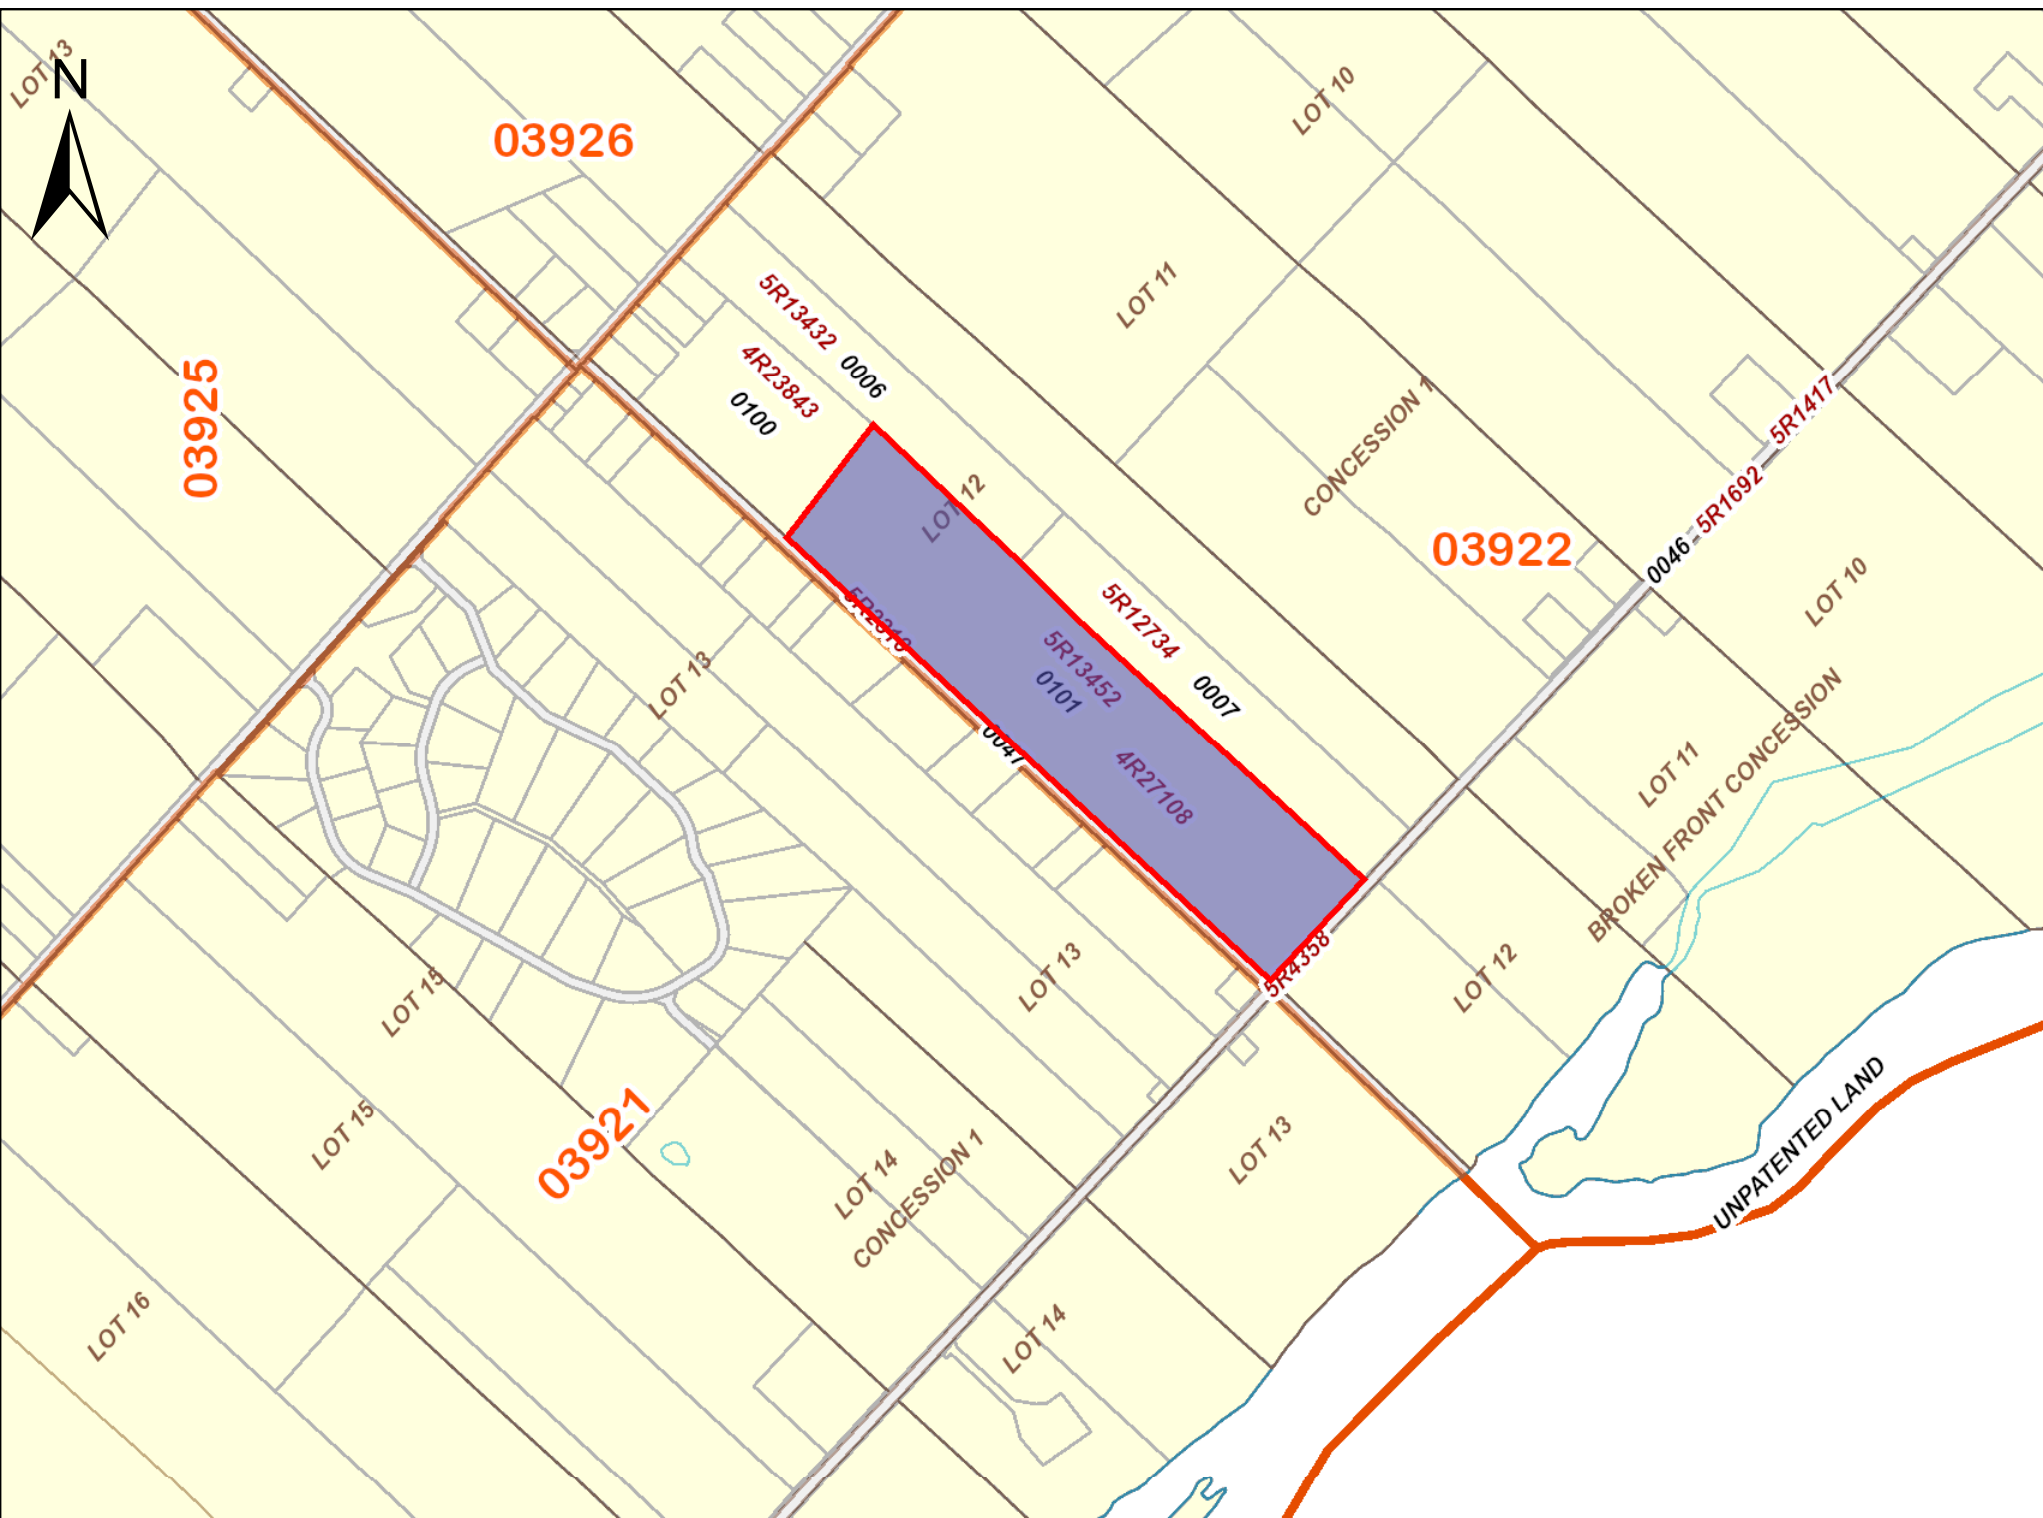 LOT 13
N
03926
LOT 10
5R13432
0006
LOT 11
4R23843
0100
03925
5R1417
CONCESSION 1
LOT 12
5R1692
0046
03922
LOT 10
5R12734
5R13452
0101
0007
LOT 13
0047
4R27108
LOT 11
BROKEN FRONT CONCESSION
5R4358
LOT 13
LOT 12
LOT 15
UNPATENTED LAND
LOT 15
03921
LOT 14
CONCESSION 1
LOT 13
LOT 16
LOT 14